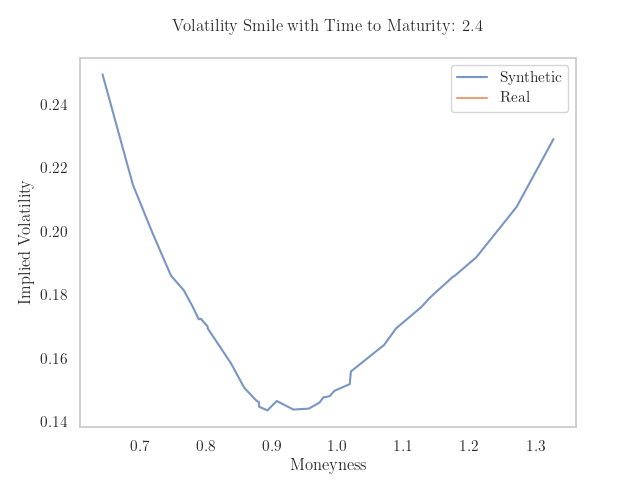 Volatility Smile with Time to Maturity: 2.4
Synthetic
Real
0.24
0.22
0.20
0.18
0.16
0.14
Implied Volatility
0.7 0.8 0.9 1.0 1.1 1.2 1.3
Moneyness